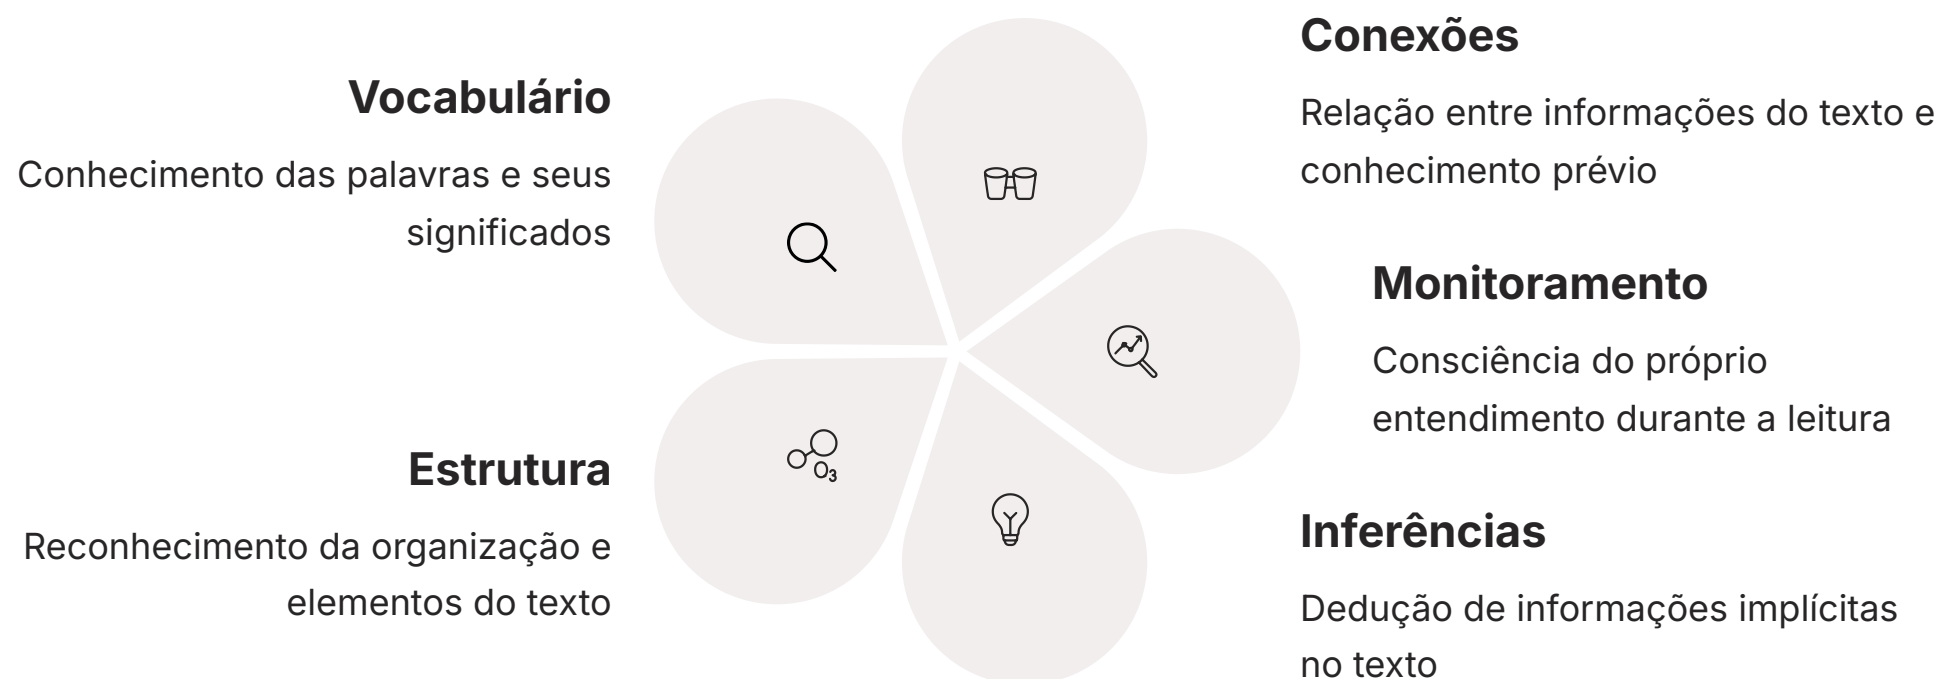 Vocabulário
Conhecimento das palavras e seus
significados
Conexões
Relação entre informações do texto e
conhecimento prévio
Monitoramento
Consciência do próprio
entendimento durante a leitura
Estrutura
Reconhecimento da organização e
elementos do texto
O₃
Inferências
Dedução de informações implícitas
no texto